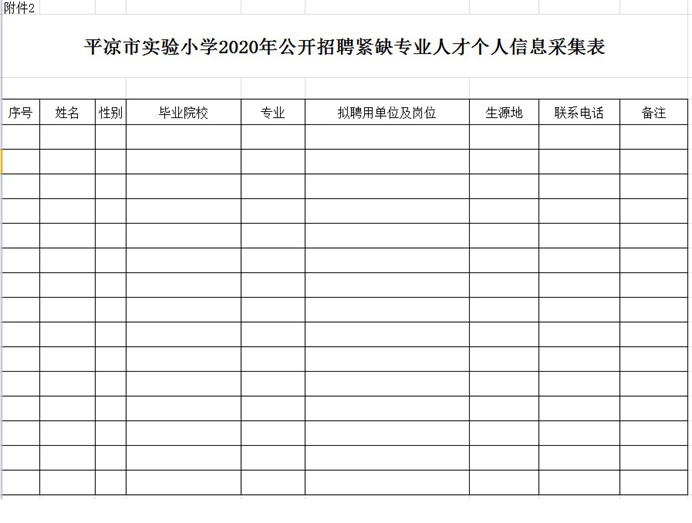 附件2
平凉市实验小学2020年公开招聘紧缺专业人才个人信息采集表
序号 姓名 性别 毕业院校 专业 拟聘用单位及岗位 生源地 联系电话 备注